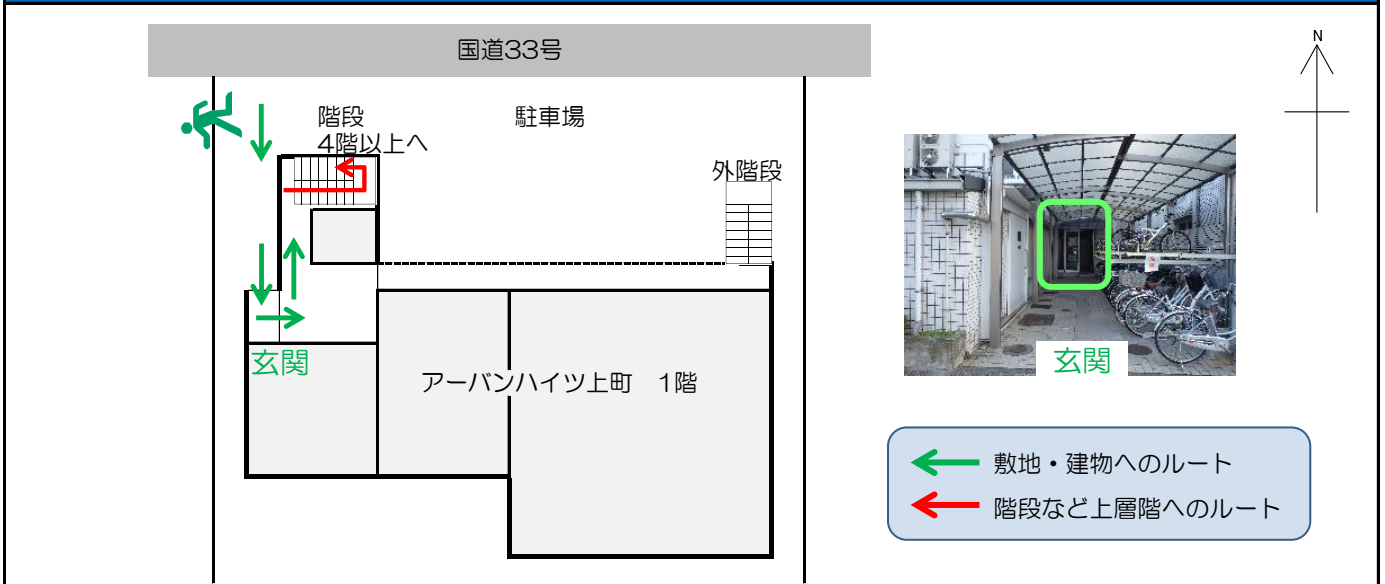 国道33号
N
階段
4階以上へ
駐車場
外階段
玄関
アーバンハイツ上町　1階
玄関
敷地・建物へのルート
階段など上層階へのルート